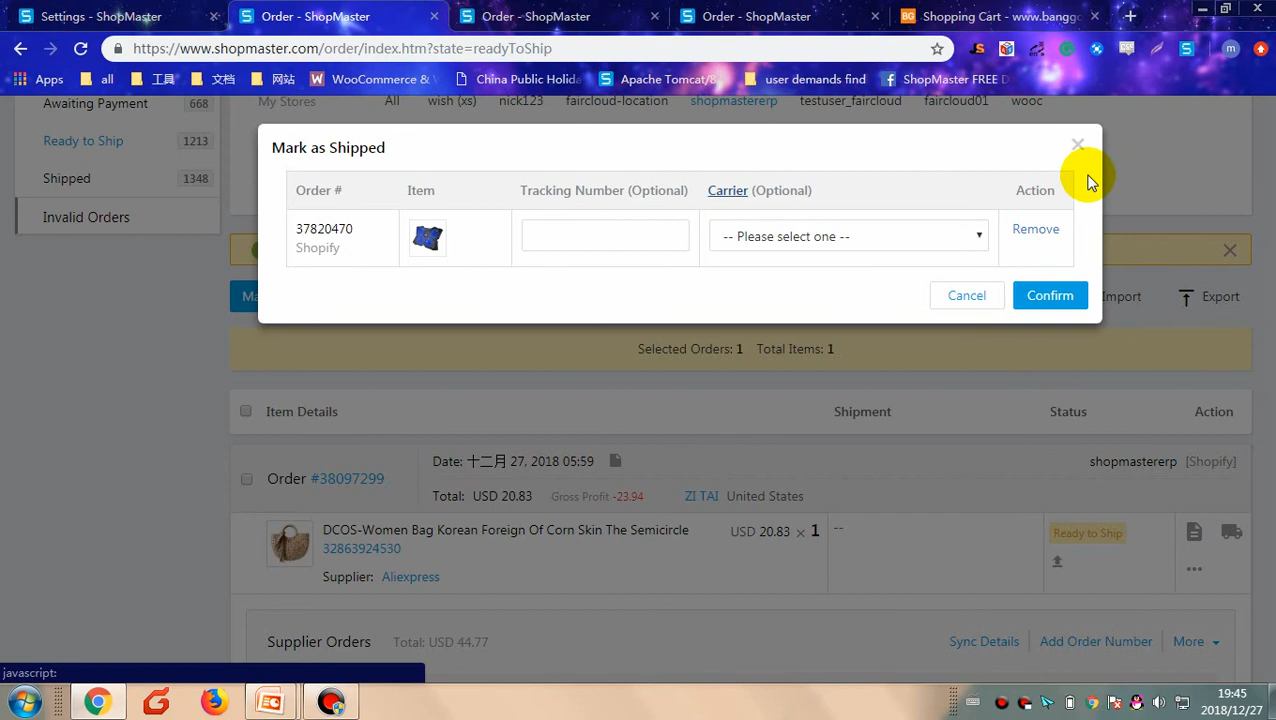 Settings - ShopMaster
Order - ShopMaster
Order - ShopMaster
Order - ShopMaster
Shopping Cart - www.bangg
https://www.shopmaster.com/order/index.htm?state=readyToShip
Apps
all
工具
文档
网站
WooCommerce &
China Public Holida
Apache Tomcat/8
user demands find
ShopMaster FREE D
Awaiting Payment 668
My Stores All wish (xs) nick123 faircloud-location shopmastererp testuser_faircloud faircloud01 wooc
Ready to Ship 1213
Shipped 1348
Invalid Orders
Mark as Shipped
Order # Item Tracking Number (Optional) Carrier (Optional) Action
37820470
Shopify
-- Please select one --
Remove
Cancel Confirm
Ma
Import Export
Selected Orders: 1 Total Items: 1
Item Details Shipment Status Action
Order #38097299
Date: 十二月 27, 2018 05:59
shopmastererp [Shopify]
Total: USD 20.83 Gross Profit -23.94 ZI TAI United States
DCOS-Women Bag Korean Foreign Of Corn Skin The Semicircle
32863924530
USD 20.83 × 1
--
Ready to Ship
Supplier: Aliexpress
Supplier Orders Total: USD 44.77
Sync Details Add Order Number More
javascript:
19:45
2018/12/27